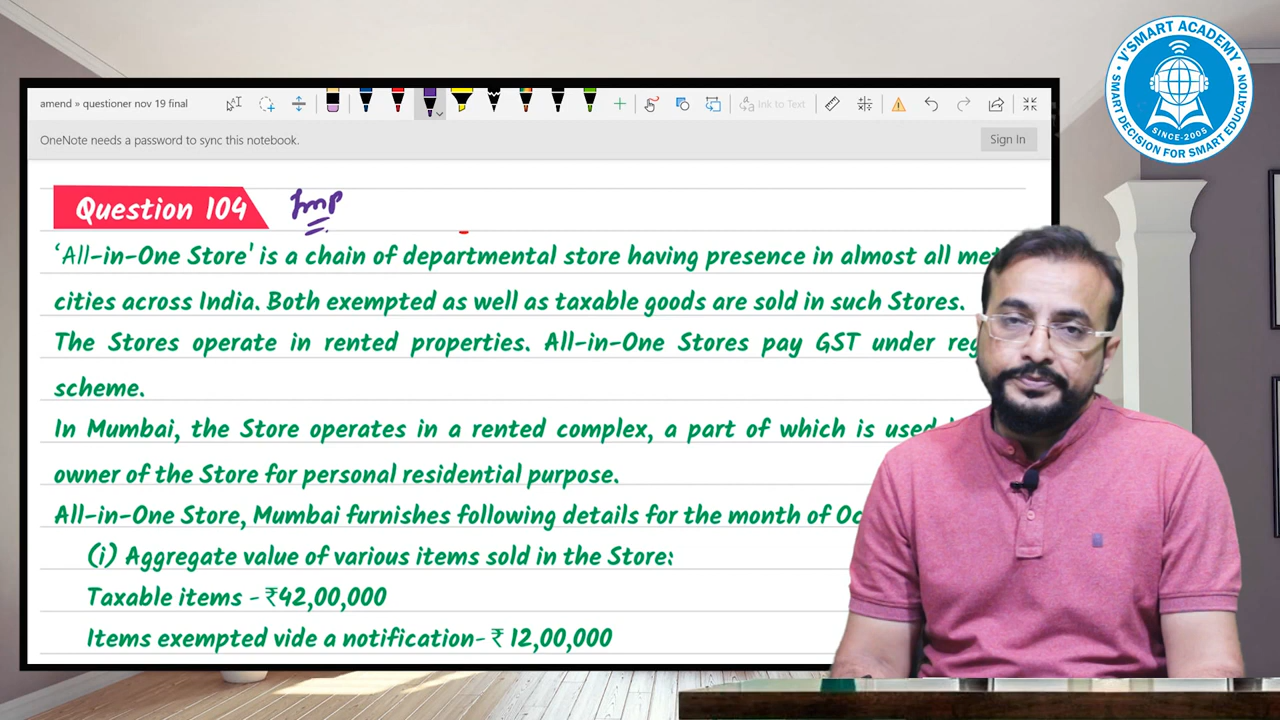 amend » questioner nov 19 final
Ink to Text
OneNote needs a password to sync this notebook.
Sign In
V'SMART ACADEMY
SINCE-2005
SMART DECISION FOR SMART EDUCATION
Question 104 Imp
‘All-in-One Store' is a chain of departmental store having presence in almost all
cities across India. Both exempted as well as taxable goods are sold in such Stores.
The Stores operate in rented properties. All-in-One Stores pay GST under
scheme.
In Mumbai, the Store operates in a rented complex, a part of which is used
owner of the Store for personal residential purpose.
All-in-One Store, Mumbai furnishes following details for the month of
(i) Aggregate value of various items sold in the Store:
Taxable items - ₹42,00,000
Items exempted vide a notification- ₹ 12,00,000